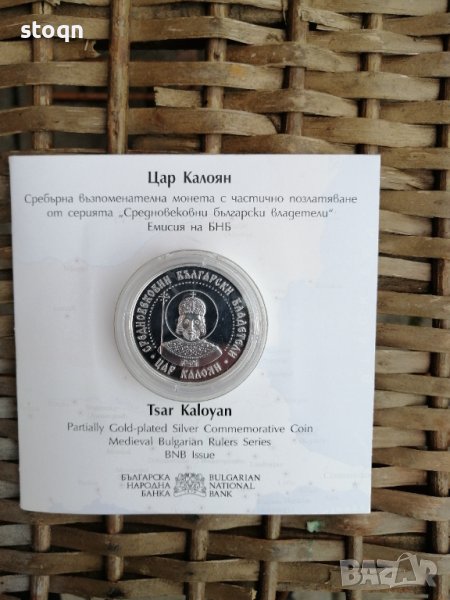 stoqn
Цар Калоян
Сребърна възпоменателна монета с частично позлатяване
от серията „Средновековни български владетели“
Емисия на БНБ
СРЕДНОВЕКОВНИ БЪЛГАРСКИ ВЛАДЕТЕЛИ
ЦАР КАЛОЯН
Tsar Kaloyan
Partially Gold-plated Silver Commemorative Coin
Medieval Bulgarian Rulers Series
BNB Issue
БЪЛГАРСКА НАРОДНА БАНКА
BULGARIAN NATIONAL BANK
BAZAR